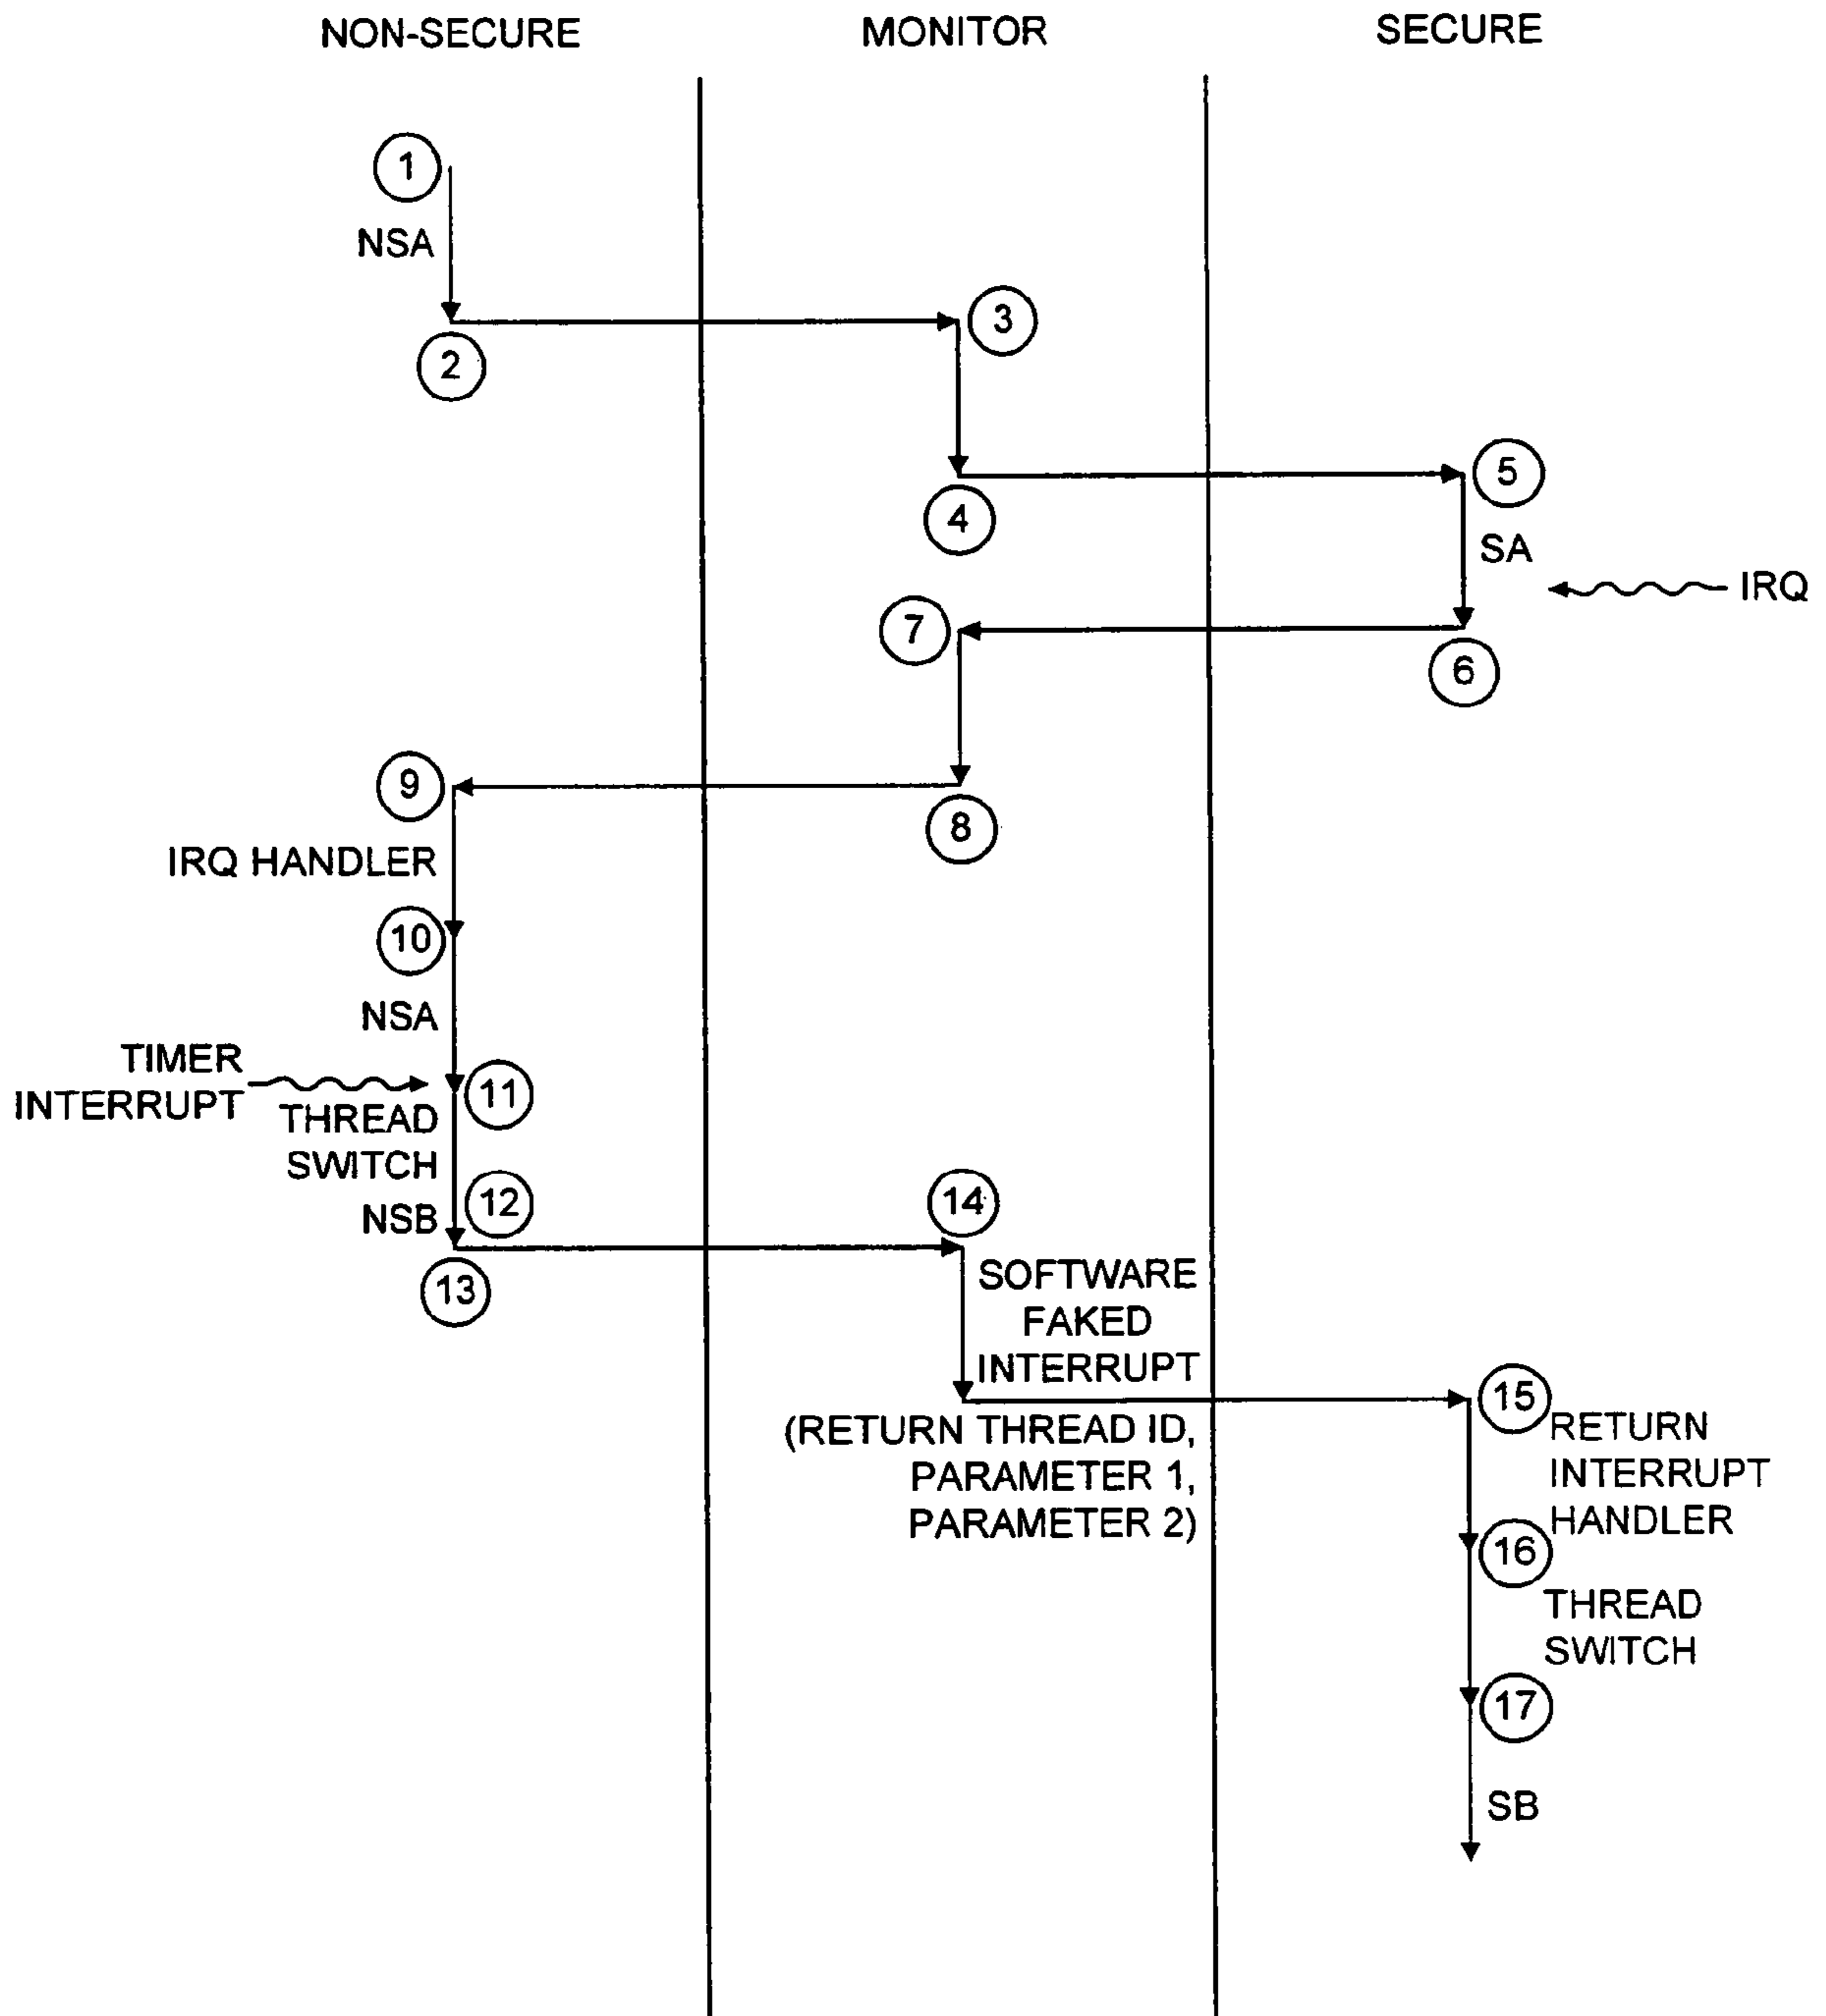 NON-SECURE
MONITOR
SECURE
1
NSA
2
3
4
5
SA
IRQ
6
7
8
9
IRQ HANDLER
10
NSA
TIMER
INTERRUPT
11
THREAD
SWITCH
12
NSB
13
14
SOFTWARE
FAKED
INTERRUPT
(RETURN THREAD ID,
PARAMETER 1,
PARAMETER 2)
15
RETURN
INTERRUPT
HANDLER
16
THREAD
SWITCH
17
SB